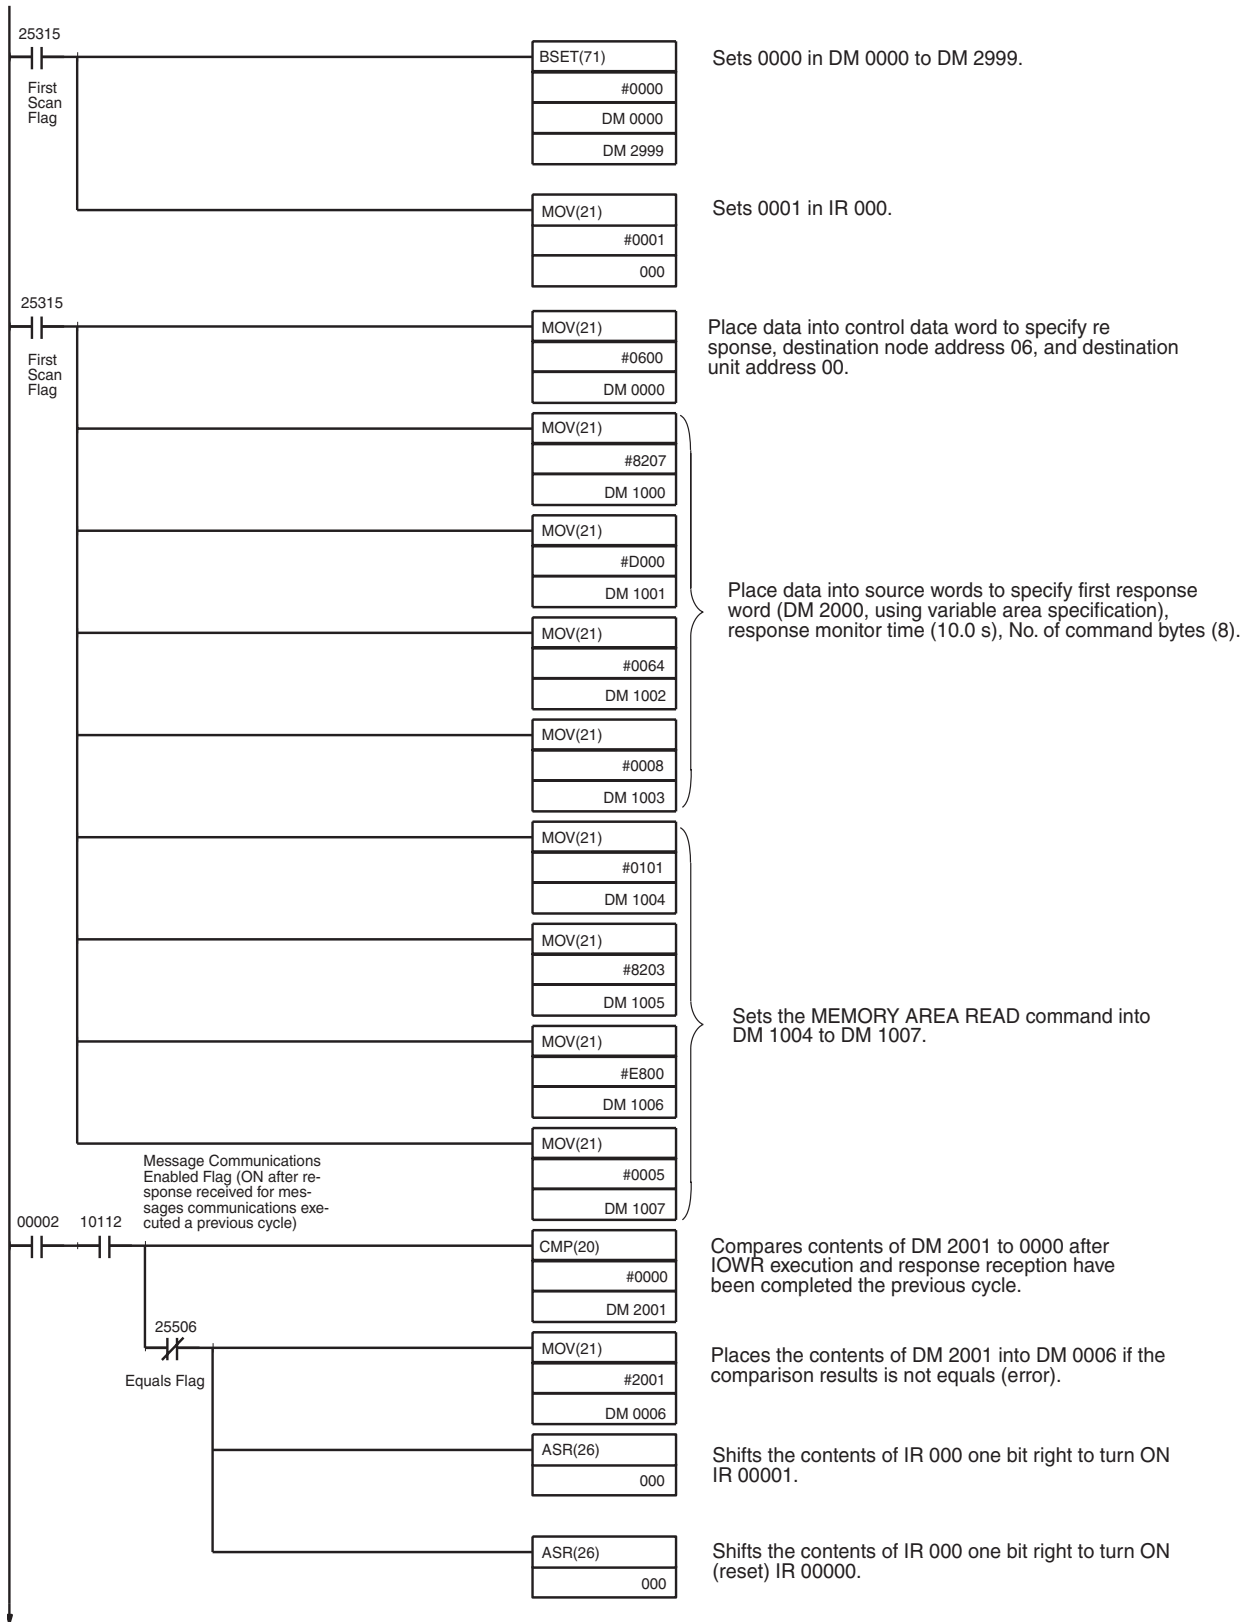 25315
First
Scan
Flag
BSET(71)
#0000
DM 0000
DM 2999
Sets 0000 in DM 0000 to DM 2999.
MOV(21)
#0001
000
Sets 0001 in IR 000.
25315
First
Scan
Flag
MOV(21)
#0600
DM 0000
Place data into control data word to specify re
sponse, destination node address 06, and destination
unit address 00.
MOV(21)
#8207
DM 1000
MOV(21)
#D000
DM 1001
MOV(21)
#0064
DM 1002
MOV(21)
#0008
DM 1003
Place data into source words to specify first response
word (DM 2000, using variable area specification),
response monitor time (10.0 s), No. of command bytes (8).
MOV(21)
#0101
DM 1004
MOV(21)
#8203
DM 1005
MOV(21)
#E800
DM 1006
MOV(21)
#0005
DM 1007
Sets the MEMORY AREA READ command into
DM 1004 to DM 1007.
Message Communications
Enabled Flag (ON after re-
sponse received for mes-
sages communications exe-
cuted a previous cycle)
00002
10112
CMP(20)
#0000
DM 2001
Compares contents of DM 2001 to 0000 after
IOWR execution and response reception have
been completed the previous cycle.
25506
Equals Flag
MOV(21)
#2001
DM 0006
Places the contents of DM 2001 into DM 0006 if the
comparison results is not equals (error).
ASR(26)
000
Shifts the contents of IR 000 one bit right to turn ON
IR 00001.
ASR(26)
000
Shifts the contents of IR 000 one bit right to turn ON
(reset) IR 00000.